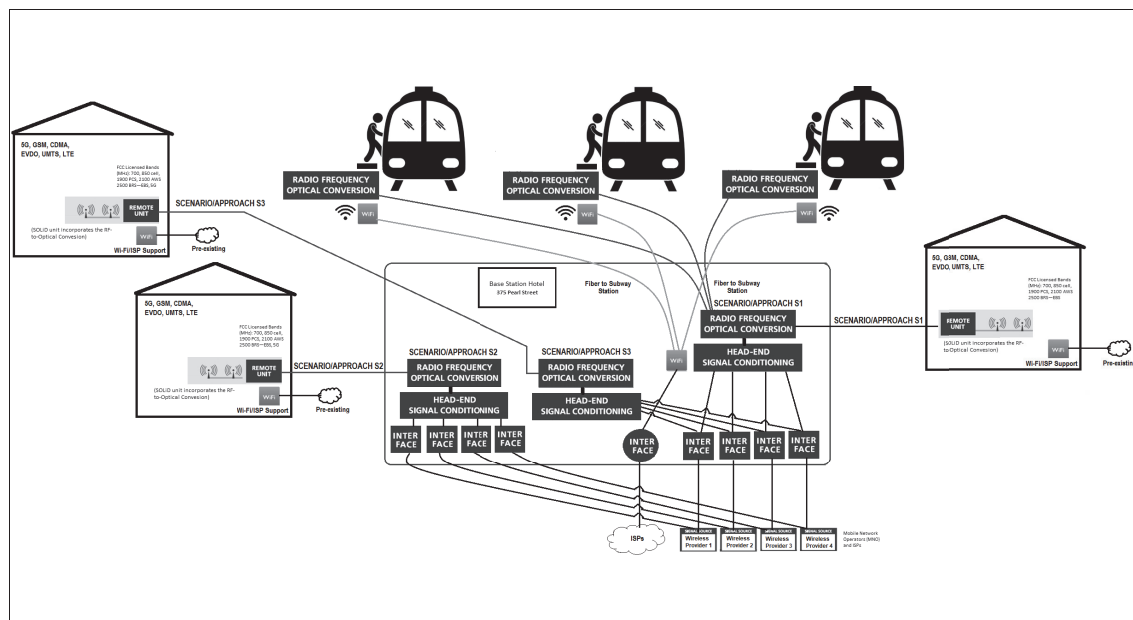 RADIO FREQUENCY
OPTICAL CONVERSION
WiFi
RADIO FREQUENCY
OPTICAL CONVERSION
WiFi
RADIO FREQUENCY
OPTICAL CONVERSION
WiFi
5G, GSM, CDMA,
EVDO, UMTS, LTE
FCC Licensed Bands
(MHz): 700, 850 cell,
1900 PCS, 2100 AWS
2500 BRS—EBS, 5G
REMOTE
UNIT
(SOLID unit incorporates the RF-
to-Optical Convesion)
WiFi
Wi-Fi/ISP Support
Pre-existing
SCENARIO/APPROACH S3
5G, GSM, CDMA,
EVDO, UMTS, LTE
FCC Licensed Bands
(MHz): 700, 850 cell,
1900 PCS, 2100 AWS
2500 BRS—EBS, 5G
REMOTE
UNIT
(SOLID unit incorporates the RF-
to-Optical Convesion)
WiFi
Wi-Fi/ISP Support
Pre-existing
SCENARIO/APPROACH S2
Base Station Hotel
375 Pearl Street
Fiber to Subway
Station
Fiber to Subway
Station
SCENARIO/APPROACH S1
RADIO FREQUENCY
OPTICAL CONVERSION
HEAD-END
SIGNAL CONDITIONING
SCENARIO/APPROACH S2
RADIO FREQUENCY
OPTICAL CONVERSION
HEAD-END
SIGNAL CONDITIONING
SCENARIO/APPROACH S3
RADIO FREQUENCY
OPTICAL CONVERSION
HEAD-END
SIGNAL CONDITIONING
WiFi
INTER
FACE
INTER
FACE
INTER
FACE
INTER
FACE
INTER
FACE
INTER
FACE
INTER
FACE
INTER
FACE
INTER
FACE
SCENARIO/APPROACH S1
5G, GSM, CDMA,
EVDO, UMTS, LTE
FCC Licensed Bands
(MHz): 700, 850 cell,
1900 PCS, 2100 AWS
2500 BRS—EBS
REMOTE
UNIT
(SOLID unit incorporates the RF-
to-Optical Convesion)
WiFi
Wi-Fi/ISP Support
Pre-existing
ISPs
SIGNAL SOURCE
Wireless
Provider 1
SIGNAL SOURCE
Wireless
Provider 2
SIGNAL SOURCE
Wireless
Provider 3
SIGNAL SOURCE
Wireless
Provider 4
Mobile Network
Operators (MNO)
and ISPs